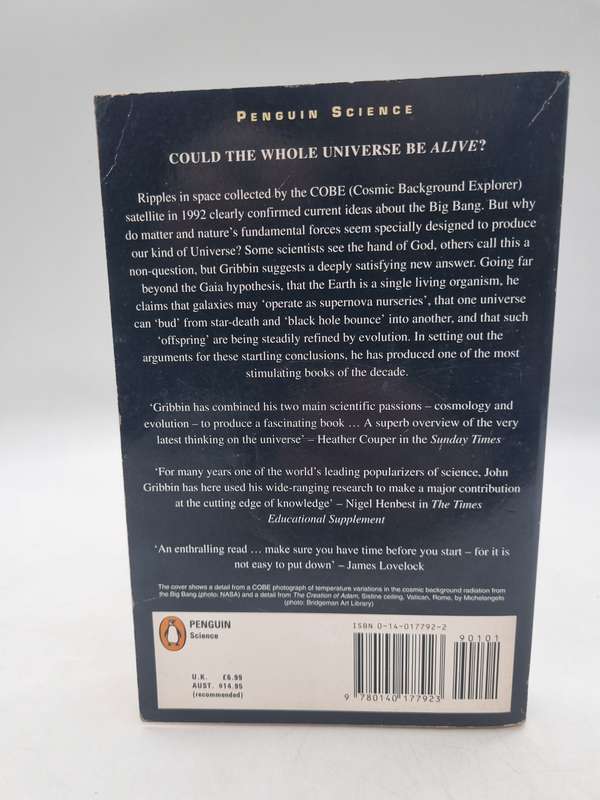 PENGUIN SCIENCE
COULD THE WHOLE UNIVERSE BE ALIVE?
Ripples in space collected by the COBE (Cosmic Background Explorer)
satellite in 1992 clearly confirmed current ideas about the Big Bang. But why
do matter and nature's fundamental forces seem specially designed to produce
our kind of Universe? Some scientists see the hand of God, others call this a
non-question, but Gribbin suggests a deeply satisfying new answer. Going far
beyond the Gaia hypothesis, that the Earth is a single living organism, he
claims that galaxies may 'operate as supernova nurseries', that one universe
can 'bud' from star-death and 'black hole bounce' into another, and that such
'offspring' are being steadily refined by evolution. In setting out the
arguments for these startling conclusions, he has produced one of the most
stimulating books of the decade.
'Gribbin has combined his two main scientific passions – cosmology and
evolution – to produce a fascinating book ... A superb overview of the very
latest thinking on the universe' – Heather Couper in the Sunday Times
'For many years one of the world's leading popularizers of science, John
Gribbin has here used his wide-ranging research to make a major contribution
at the cutting edge of knowledge' – Nigel Henbest in The Times
Educational Supplement
'An enthralling read ... make sure you have time before you start – for it is
not easy to put down' – James Lovelock
The cover shows a detail from a COBE photograph of temperature variations in the cosmic background radiation from
the Big Bang (photo: NASA) and a detail from The Creation of Adam, Sistine ceiling, Vatican, Rome, by Michelangelo
(photo: Bridgeman Art Library)
PENGUIN
Science
U.K. £6.99
AUST. $14.95
(recommended)
ISBN 0-14-017792-2
90101
9 780140 177923